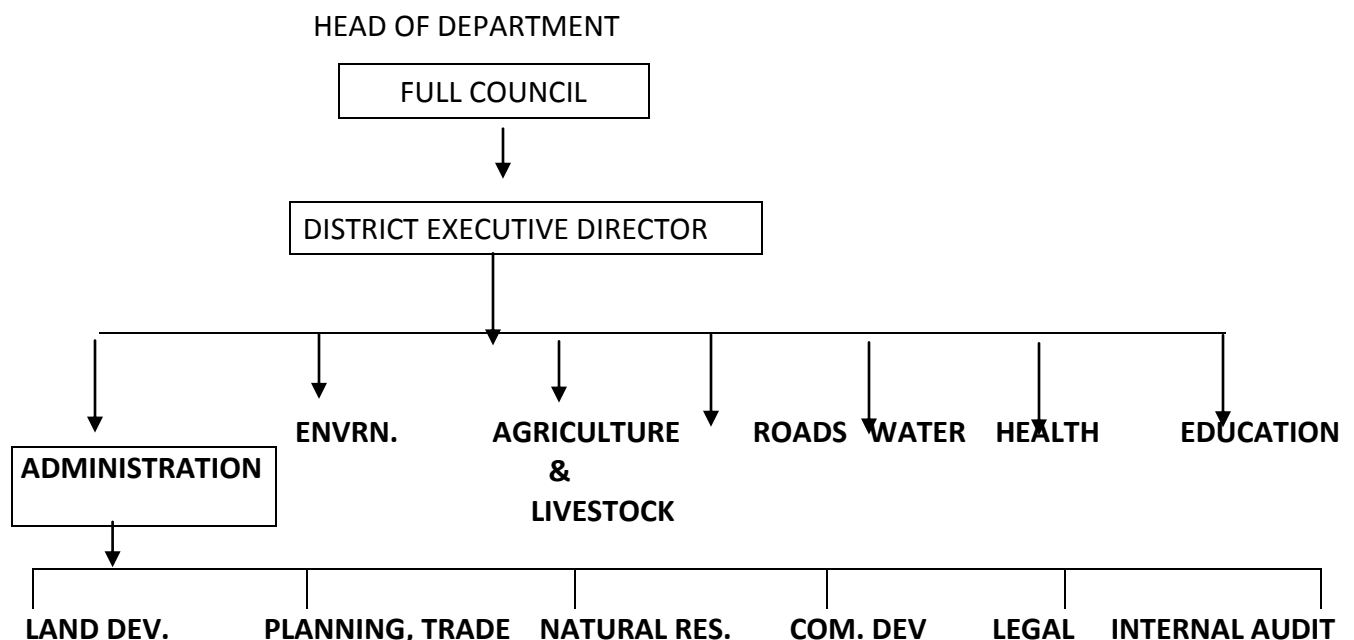 HEAD OF DEPARTMENT
FULL COUNCIL
DISTRICT EXECUTIVE DIRECTOR
ENVRN. AGRICULTURE ROADS WATER HEALTH EDUCATION
ADMINISTRATION &
LIVESTOCK
LAND DEV. PLANNING, TRADE NATURAL RES. COM. DEV LEGAL INTERNAL AUDIT